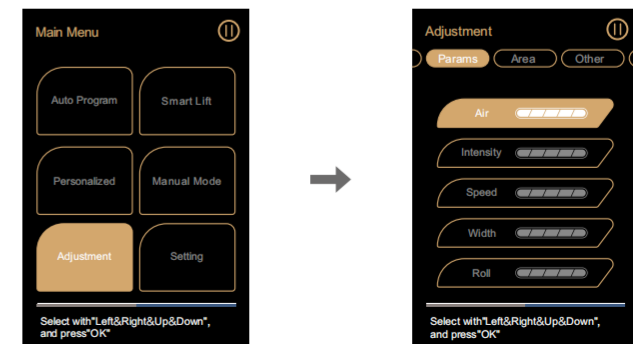 Main Menu
Auto Program
Smart Lift
Personalized
Manual Mode
Adjustment
Setting
Select with"Left&Right&Up&Down",
and press"OK"
Adjustment
Params
Area
Other
Air
Intensity
Speed
Width
Roll
Select with"Left&Right&Up&Down",
and press"OK"